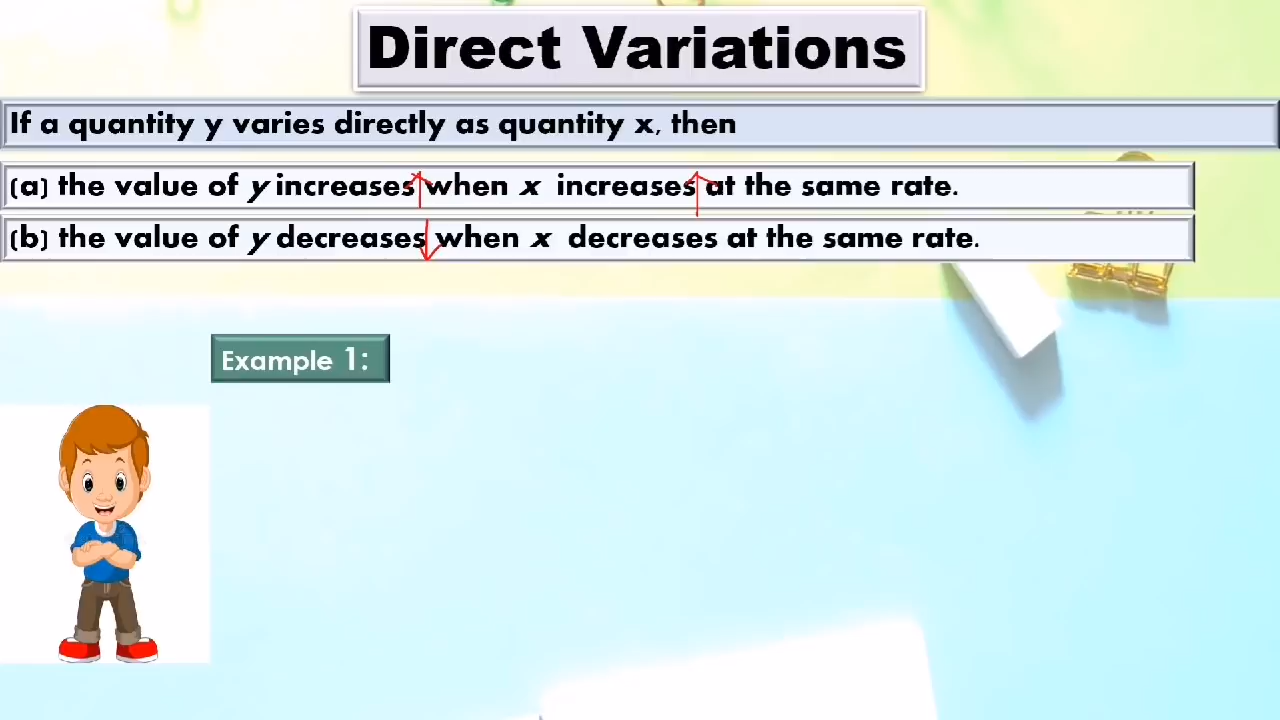 Direct Variations
If a quantity y varies directly as quantity x, then
(a) the value of y increases when x increases at the same rate.
(b) the value of y decreases when x decreases at the same rate.
Example 1: